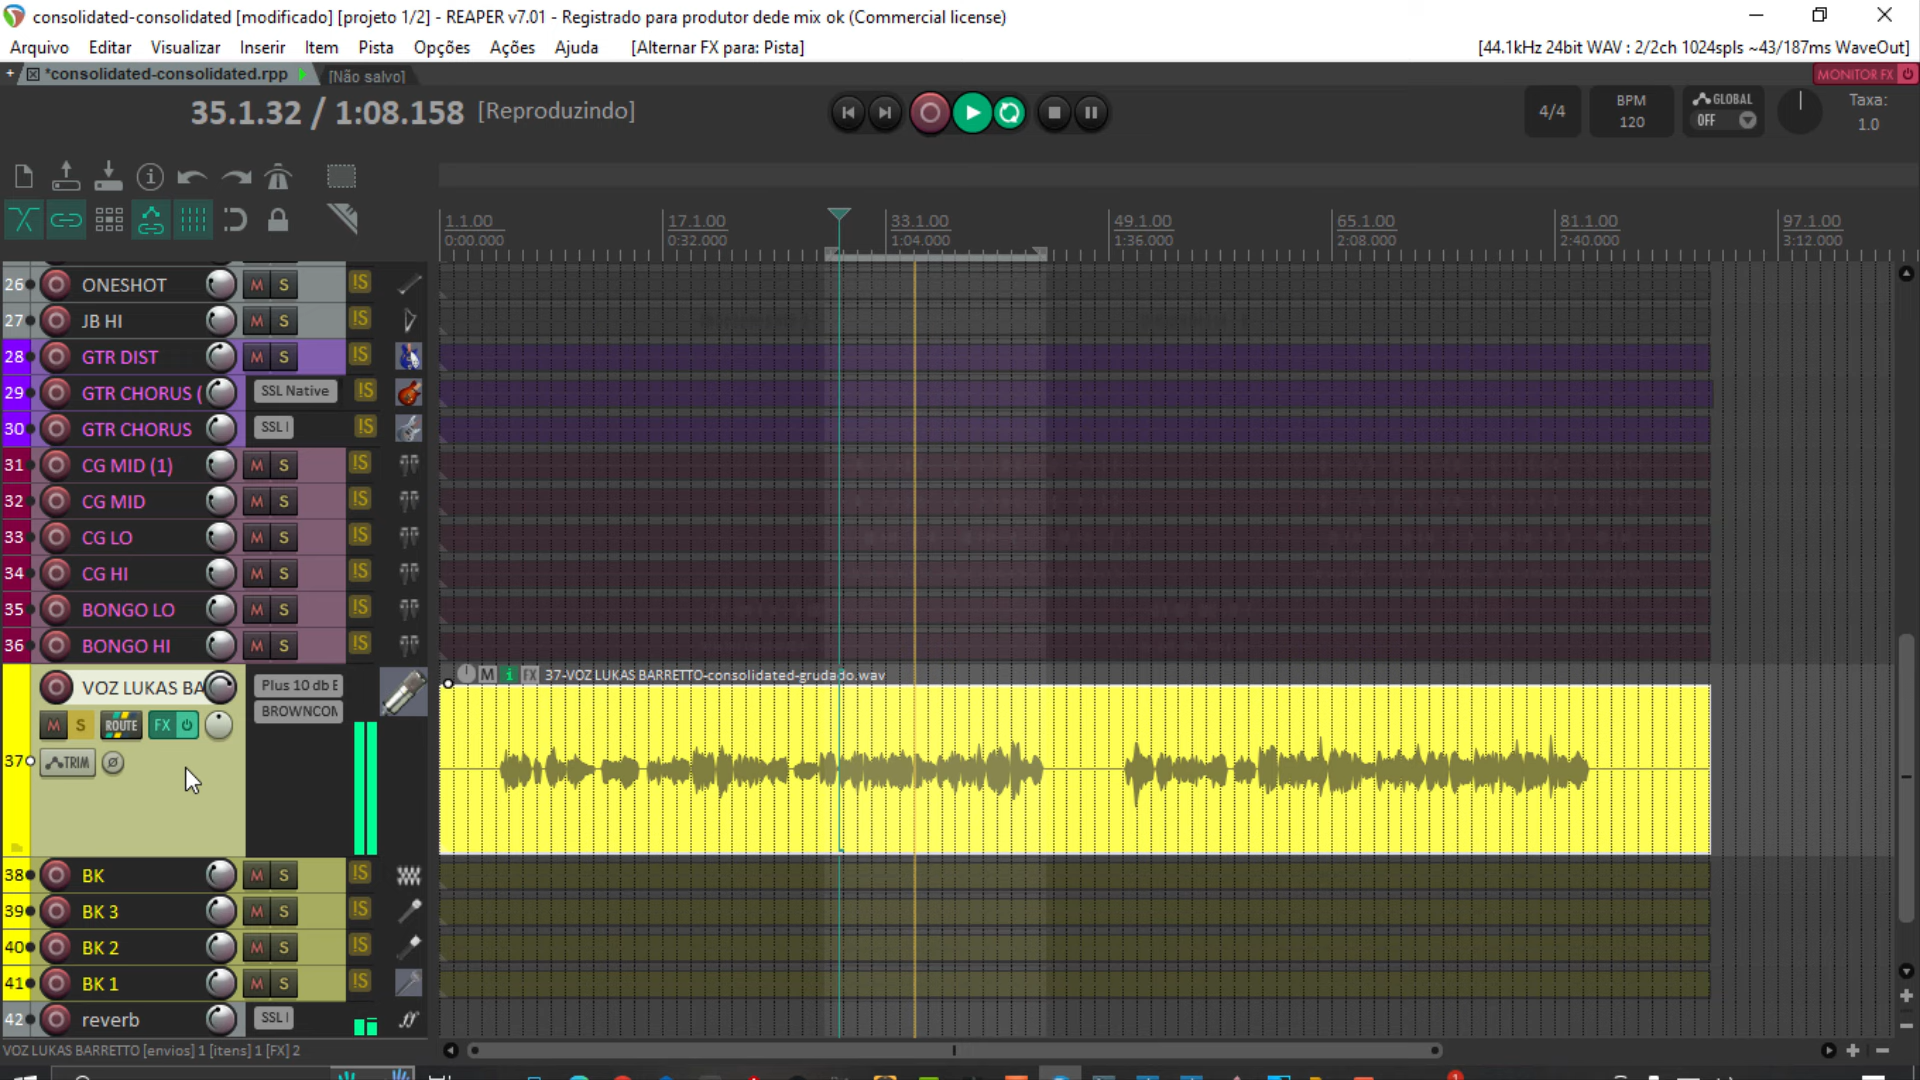 consolidated-consolidated [modificado] [projeto 1/2] - REAPER v7.01 - Registrado para produtor dede mix ok (Commercial license)
Arquivo Editar Visualizar Inserir Item Pista Opções Ações Ajuda [Alternar FX para: Pista] [44.1kHz 24bit WAV : 2/2ch 1024spls ~43/187ms WaveOut]
+ *consolidated-consolidated.rpp [Não salvo] MONITOR FX
35.1.32 / 1:08.158 [Reproduzindo]
4/4
BPM
120
GLOBAL
OFF
Taxa:
1.0
1.1.00 17.1.00 33.1.00 49.1.00 65.1.00 81.1.00 97.1.00
0:00.000 0:32.000 1:04.000 1:36.000 2:08.000 2:40.000 3:12.000
26 ONESHOT M S !S
27 JB HI M S !S
28 GTR DIST M S !S
29 GTR CHORUS ( SSL Native !S
30 GTR CHORUS SSL I !S
31 CG MID (1) M S !S
32 CG MID M S !S
33 CG LO M S !S
34 CG HI M S !S
35 BONGO LO M S !S
36 BONGO HI M S !S
M i FX 37-VOZ LUKAS BARRETTO-consolidated-grudado.wav
VOZ LUKAS BA Plus 10 db E
M S ROUTE FX BROWNCON
37 TRIM Ø
38 BK M S !S
39 BK 3 M S !S
40 BK 2 M S !S
41 BK 1 M S !S
42 reverb SSL I
VOZ LUKAS BARRETTO [envios] 1 [itens] 1 [FX] 2